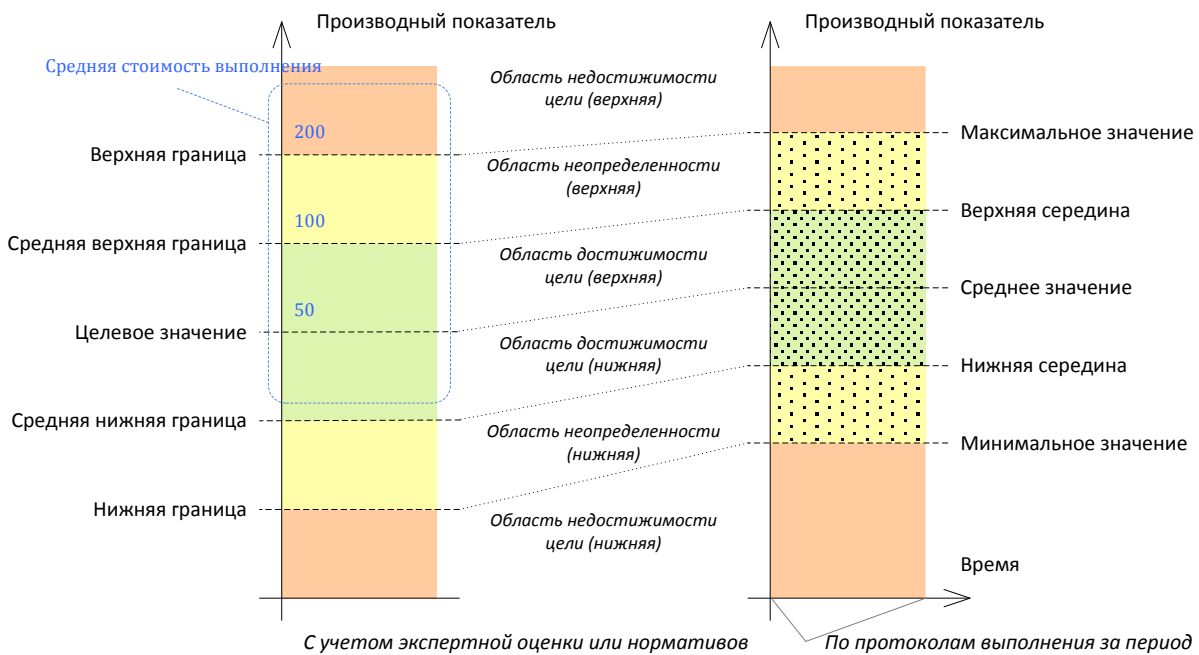 Производный показатель
Производный показатель
Средняя стоимость выполнения
Область недостижимости
цели (верхняя)
200
Максимальное значение
Верхняя граница
Область неопределенности
(верхняя)
100
Верхняя середина
Средняя верхняя граница
Область достижимости
цели (верхняя)
50
Среднее значение
Целевое значение
Область достижимости
цели (нижняя)
Нижняя середина
Средняя нижняя граница
Область неопределенности
(нижняя)
Минимальное значение
Нижняя граница
Область недостижимости
цели (нижняя)
Время
С учетом экспертной оценки или нормативов
По протоколам выполнения за период